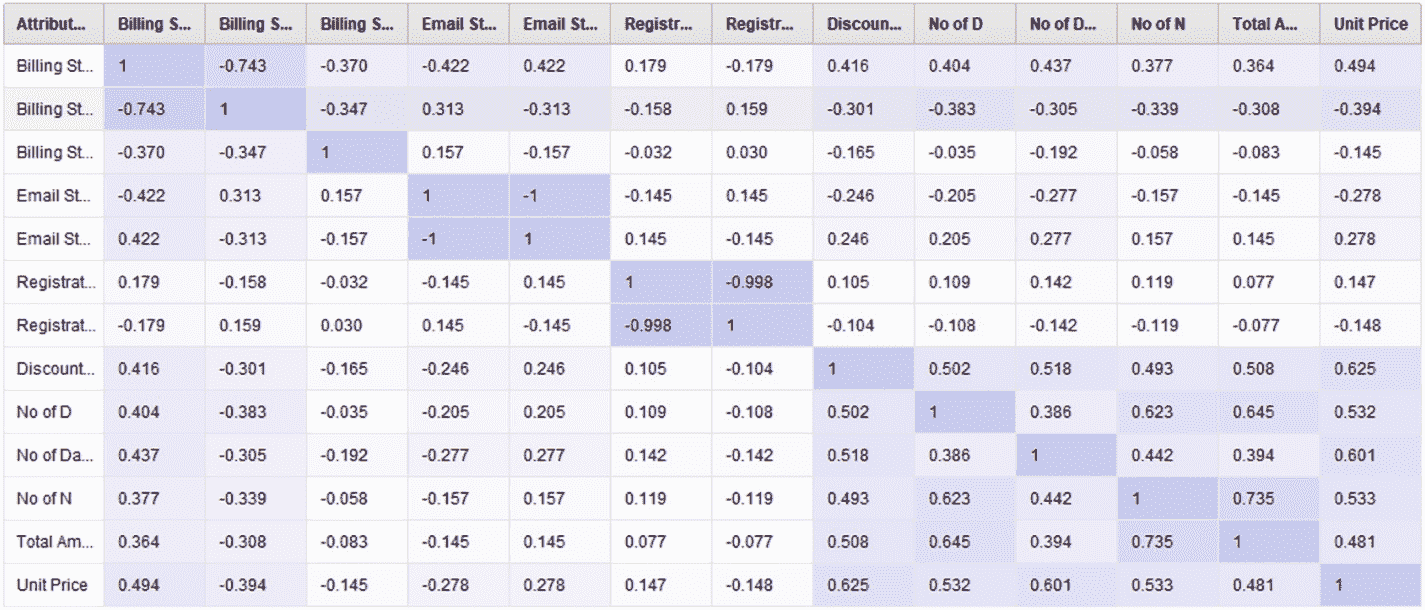 Attribut... Billing S... Billing S... Billing S... Email St... Email St... Registr... Registr... Discoun... No of D No of D... No of N Total A... Unit Price
Billing St... 1 -0.743 -0.370 -0.422 0.422 0.179 -0.179 0.416 0.404 0.437 0.377 0.364 0.494
Billing St... -0.743 1 -0.347 0.313 -0.313 -0.158 0.159 -0.301 -0.383 -0.305 -0.339 -0.308 -0.394
Billing St... -0.370 -0.347 1 0.157 -0.157 -0.032 0.030 -0.165 -0.035 -0.192 -0.058 -0.083 -0.145
Email St... -0.422 0.313 0.157 1 -1 -0.145 0.145 -0.246 -0.205 -0.277 -0.157 -0.145 -0.278
Email St... 0.422 -0.313 -0.157 -1 1 0.145 -0.145 0.246 0.205 0.277 0.157 0.145 0.278
Registrat... 0.179 -0.158 -0.032 -0.145 0.145 1 -0.998 0.105 0.109 0.142 0.119 0.077 0.147
Registrat... -0.179 0.159 0.030 0.145 -0.145 -0.998 1 -0.104 -0.108 -0.142 -0.119 -0.077 -0.148
Discount... 0.416 -0.301 -0.165 -0.246 0.246 0.105 -0.104 1 0.502 0.518 0.493 0.508 0.625
No of D 0.404 -0.383 -0.035 -0.205 0.205 0.109 -0.108 0.502 1 0.386 0.623 0.645 0.532
No of Da... 0.437 -0.305 -0.192 -0.277 0.277 0.142 -0.142 0.518 0.386 1 0.442 0.394 0.601
No of N 0.377 -0.339 -0.058 -0.157 0.157 0.119 -0.119 0.493 0.623 0.442 1 0.735 0.533
Total Am... 0.364 -0.308 -0.083 -0.145 0.145 0.077 -0.077 0.508 0.645 0.394 0.735 1 0.481
Unit Price 0.494 -0.394 -0.145 -0.278 0.278 0.147 -0.148 0.625 0.532 0.601 0.533 0.481 1